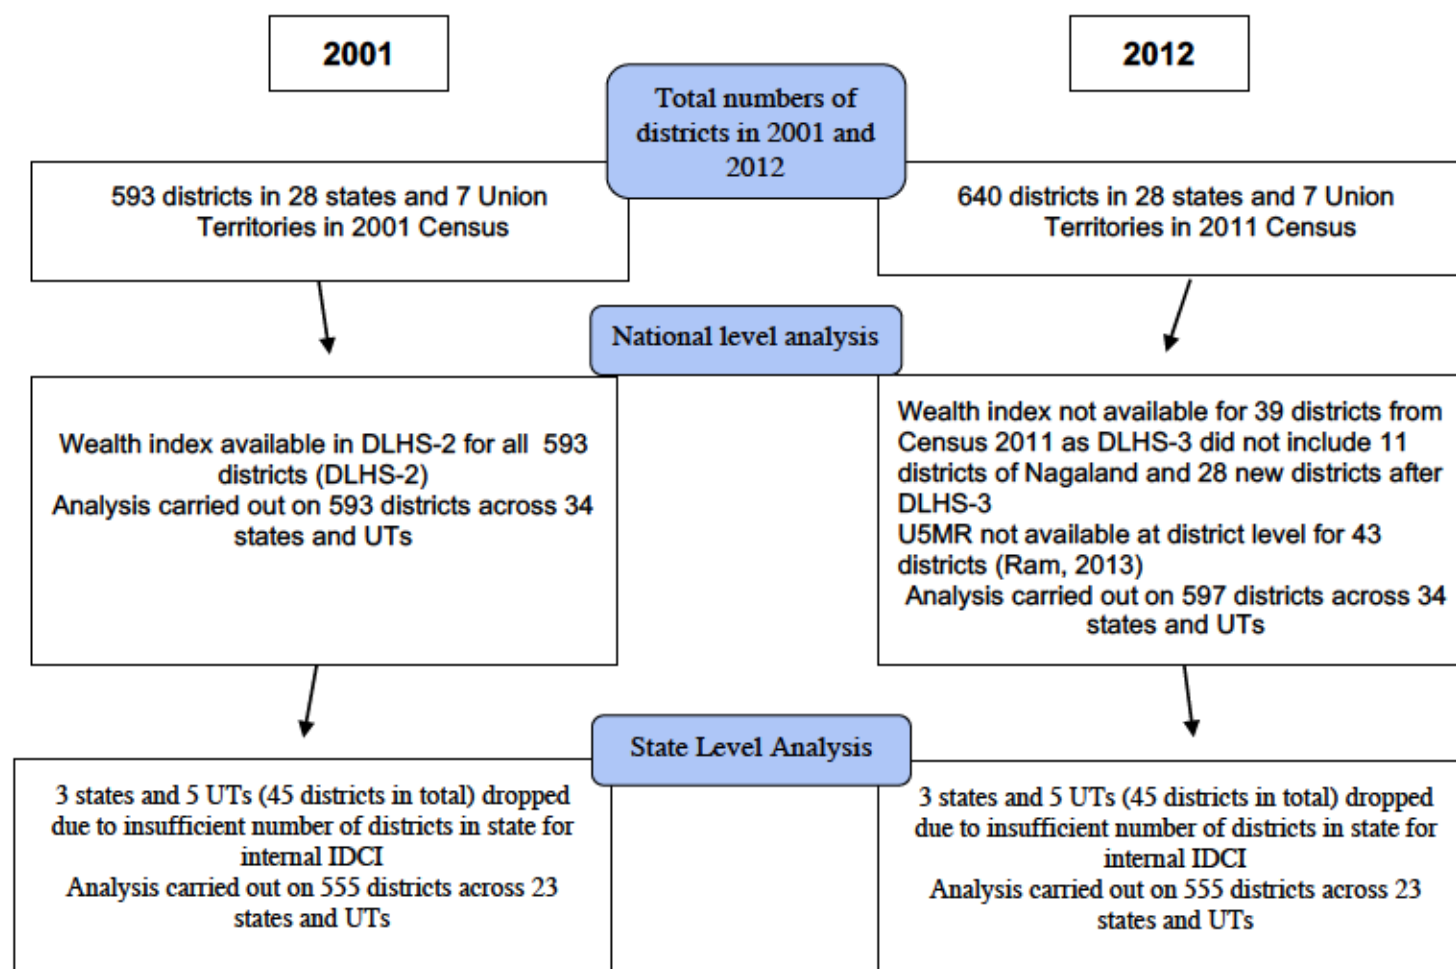 2001
2012
Total numbers of
districts in 2001 and
2012
593 districts in 28 states and 7 Union
Territories in 2001 Census
640 districts in 28 states and 7 Union
Territories in 2011 Census
National level analysis
Wealth index available in DLHS-2 for all 593
districts (DLHS-2)
Analysis carried out on 593 districts across 34
states and UTs
Wealth index not available for 39 districts from
Census 2011 as DLHS-3 did not include 11
districts of Nagaland and 28 new districts after
DLHS-3
U5MR not available at district level for 43
districts (Ram, 2013)
Analysis carried out on 597 districts across 34
states and UTs
State Level Analysis
3 states and 5 UTs (45 districts in total) dropped
due to insufficient number of districts in state for
internal IDCI
Analysis carried out on 555 districts across 23
states and UTs
3 states and 5 UTs (45 districts in total) dropped
due to insufficient number of districts in state for
internal IDCI
Analysis carried out on 555 districts across 23
states and UTs